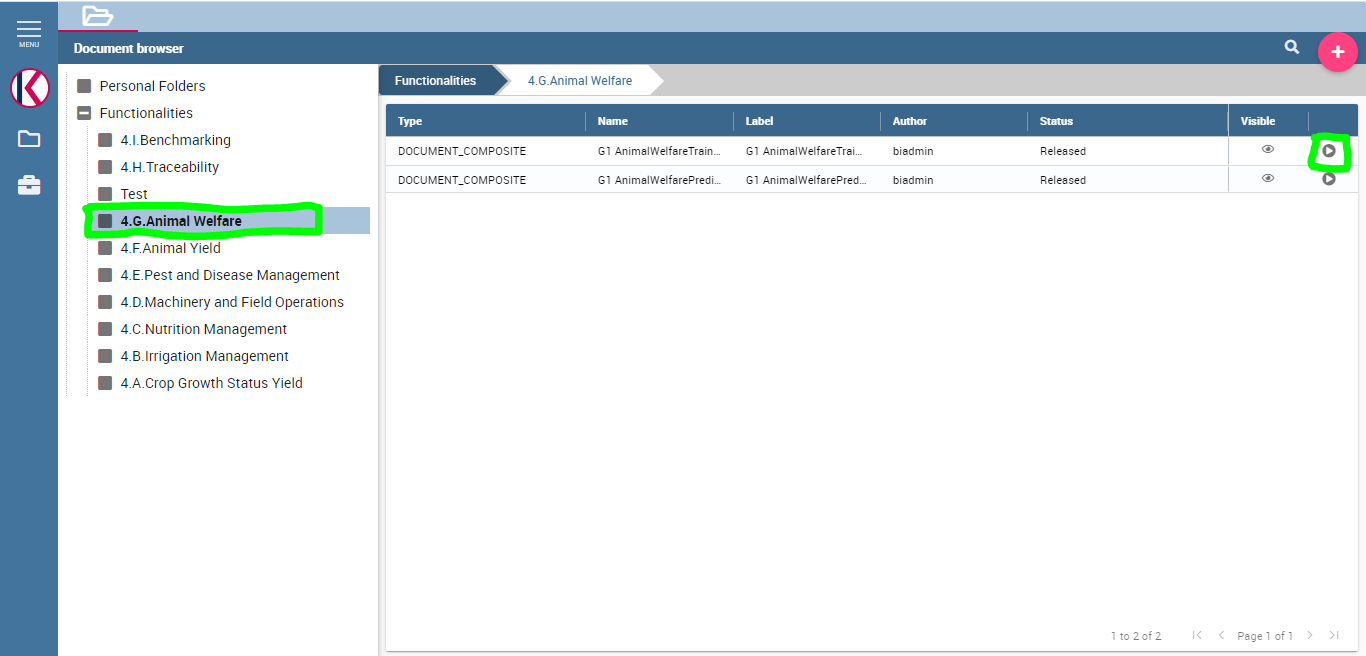 MENU
Document browser
Personal Folders
Functionalities
4.I.Benchmarking
4.H.Traceability
Test
4.G.Animal Welfare
4.F.Animal Yield
4.E.Pest and Disease Management
4.D.Machinery and Field Operations
4.C.Nutrition Management
4.B.Irrigation Management
4.A.Crop Growth Status Yield
Functionalities 4.G.Animal Welfare
Type Name Label Author Status Visible
DOCUMENT_COMPOSITE G1 AnimalWelfareTrain... G1 AnimalWelfareTrai... biadmin Released
DOCUMENT_COMPOSITE G1 AnimalWelfarePredi... G1 AnimalWelfarePred... biadmin Released
1 to 2 of 2 Page 1 of 1